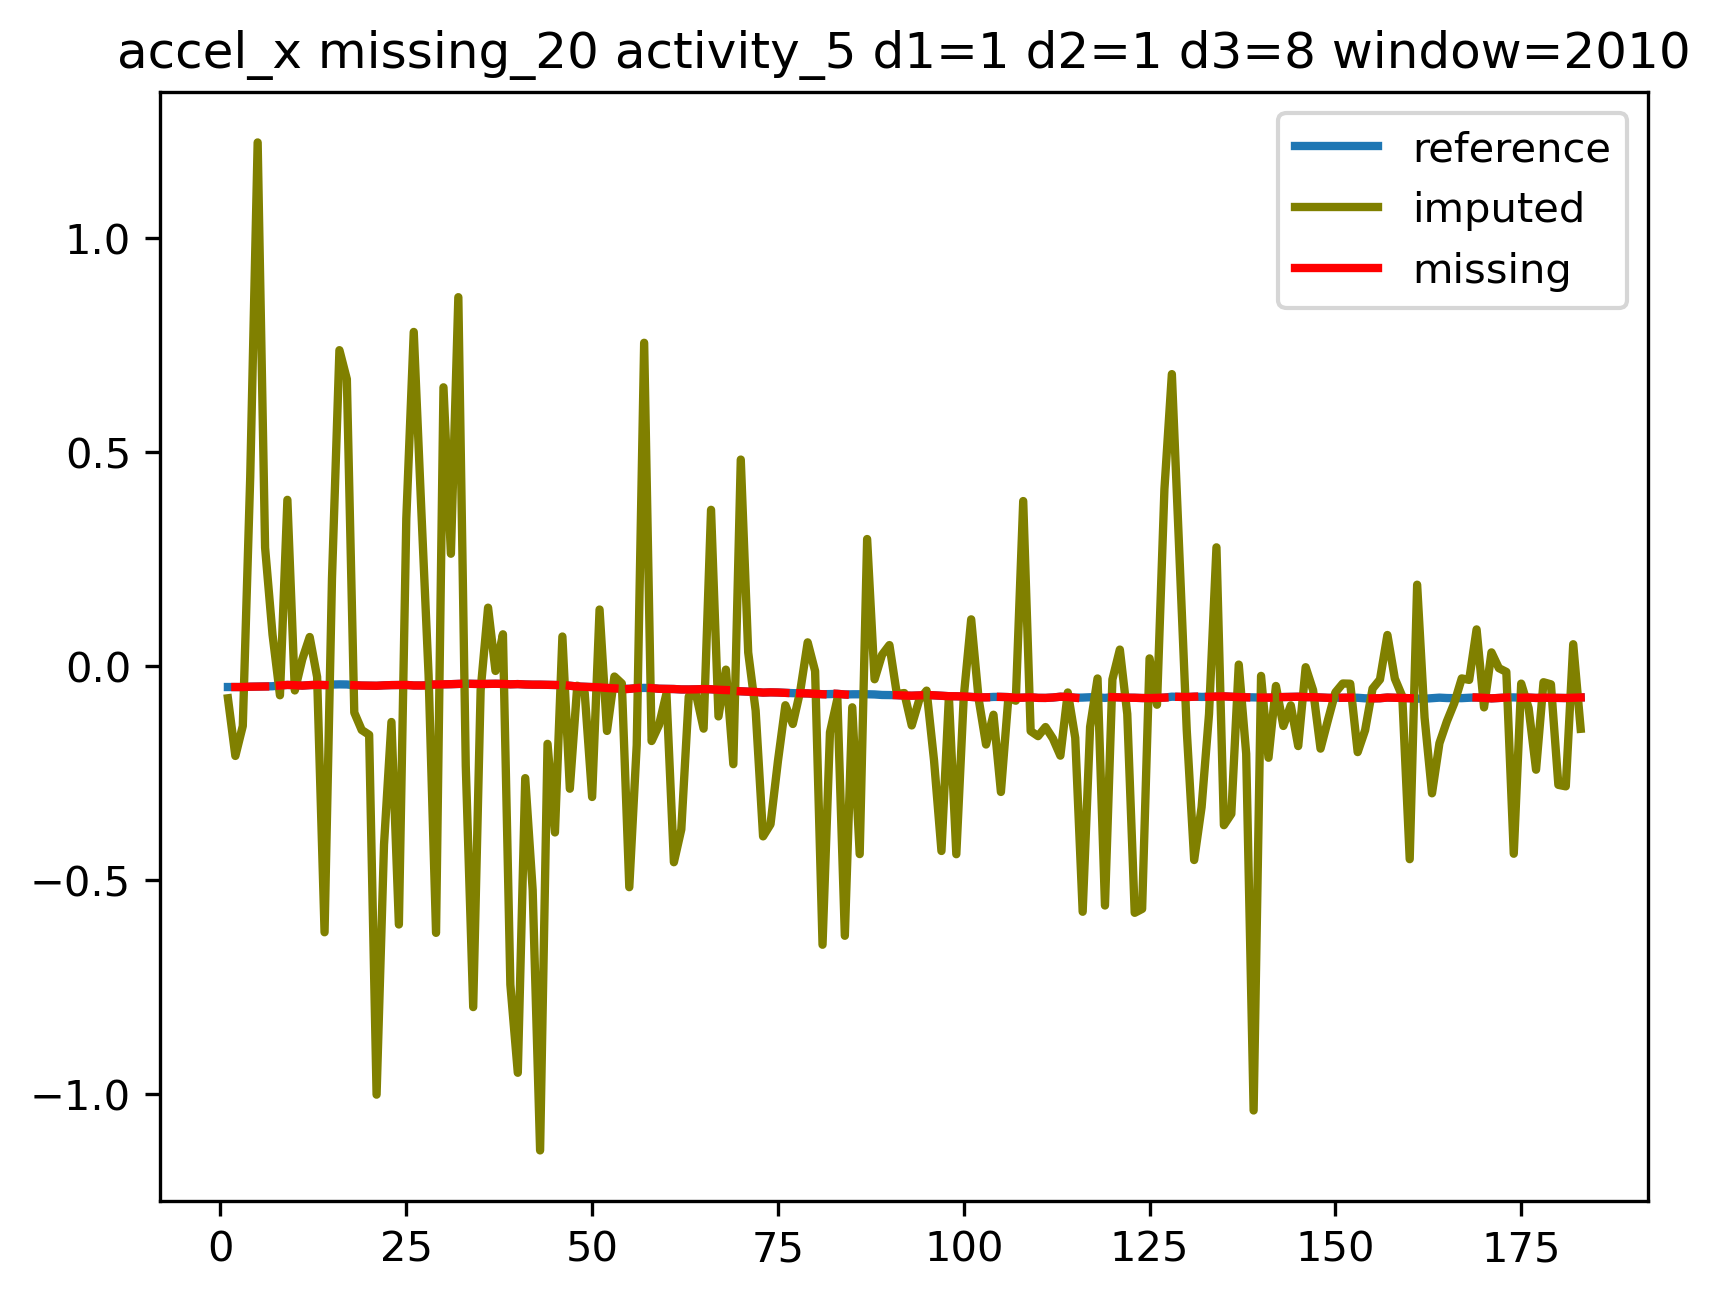 accel_x missing_20 activity_5 d1=1 d2=1 d3=8 window=2010
reference
imputed
missing
1.0
0.5
0.0
−0.5
−1.0
0 25 50 75 100 125 150 175